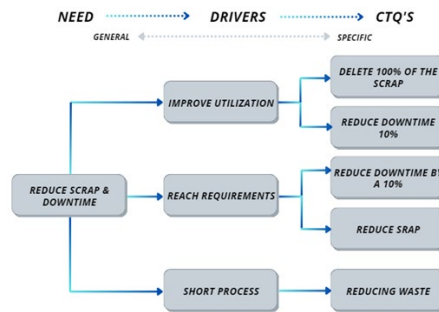 NEED DRIVERS CTQ'S
GENERAL SPECIFIC
DELETE 100% OF THE
SCRAP
IMPROVE UTILIZATION
REDUCE DOWNTIME
10%
REDUCE DOWNTIME BY
A 10%
REDUCE SCRAP &
DOWNTIME
REACH REQUIREMENTS
REDUCE SRAP
SHORT PROCESS
REDUCING WASTE